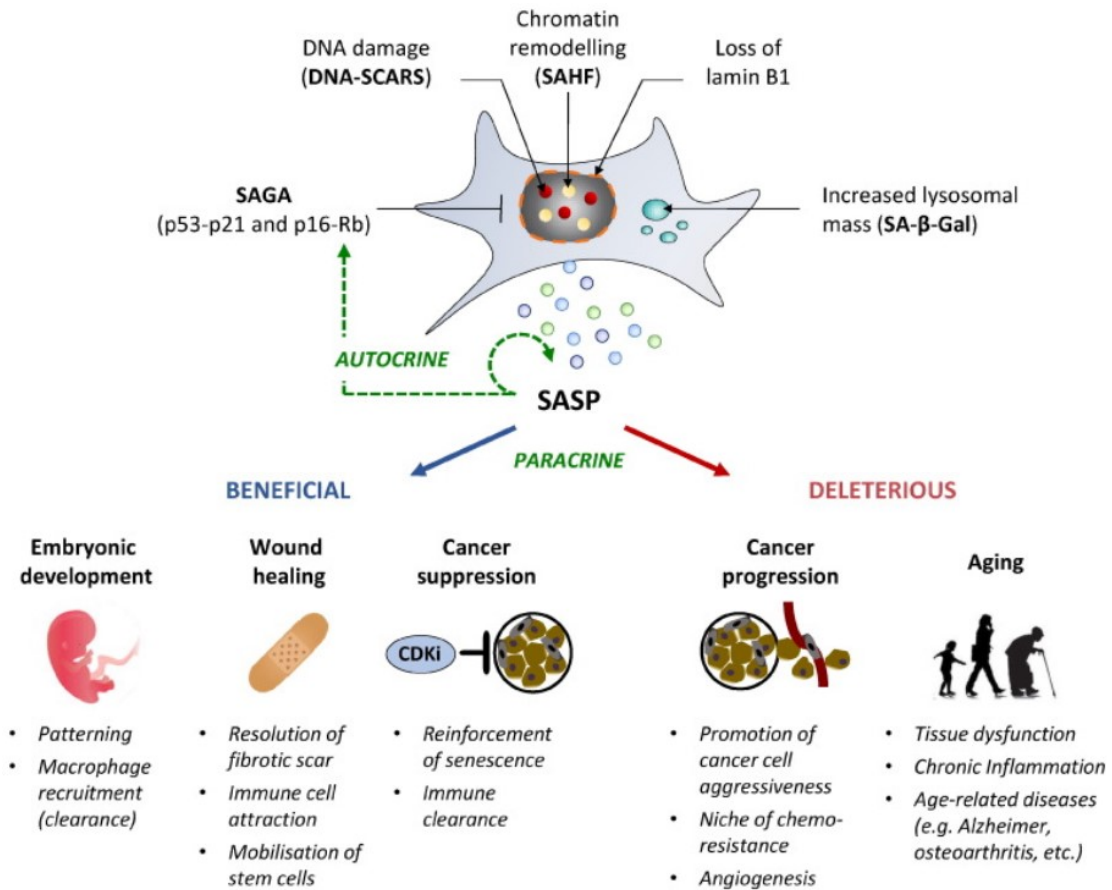 DNA damage
(DNA-SCARS)
Chromatin
remodelling
(SAHF)
Loss of
lamin B1
SAGA
(p53-p21 and p16-Rb)
Increased lysosomal
mass (SA-β-Gal)
AUTOCRINE
SASP
PARACRINE
BENEFICIAL
DELETERIOUS
Embryonic
development
• Patterning
• Macrophage
recruitment
(clearance)
Wound
healing
• Resolution of
fibrotic scar
• Immune cell
attraction
• Mobilisation of
stem cells
Cancer
suppression
CDKi
• Reinforcement
of senescence
• Immune
clearance
Cancer
progression
• Promotion of
cancer cell
aggressiveness
• Niche of chemo-
resistance
• Angiogenesis
Aging
• Tissue dysfunction
• Chronic Inflammation
• Age-related diseases
(e.g. Alzheimer,
osteoarthritis, etc.)